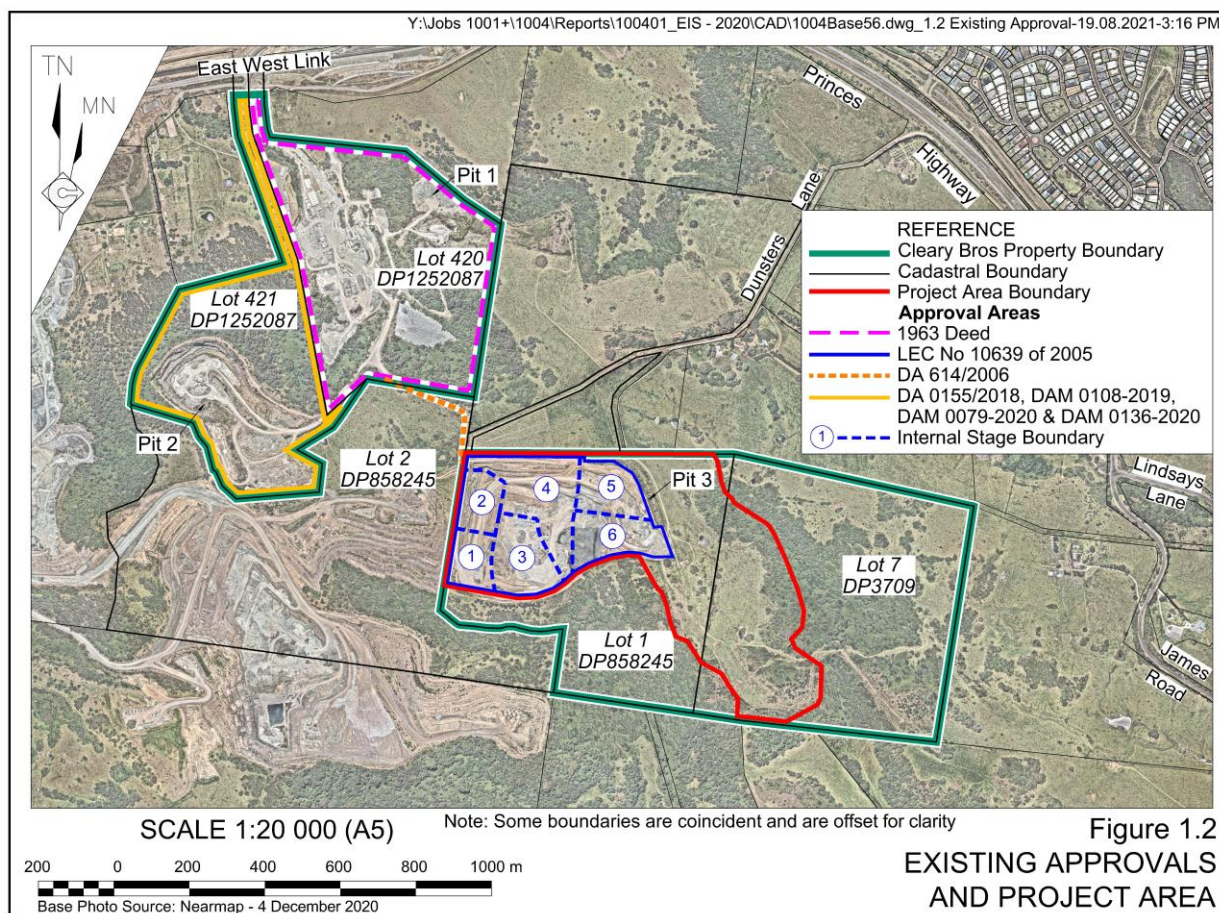 Y:\Jobs 1001+\1004\Reports\100401_EIS - 2020\CAD\1004Base56.dwg_1.2 Existing Approval-19.08.2021-3:16 PM
TN
MN
East West Link
Princes
Highway
Pit 1
Lot 420
DP1252087
Dunsters
Lane
Lot 421
DP1252087
REFERENCE
Cleary Bros Property Boundary
Cadastral Boundary
Project Area Boundary
Approval Areas
1963 Deed
LEC No 10639 of 2005
DA 614/2006
DA 0155/2018, DAM 0108-2019,
DAM 0079-2020 & DAM 0136-2020
1 Internal Stage Boundary
Pit 2
Lot 2
DP858245
Pit 3
1
2
3
4
5
6
Lindsays
Lane
Lot 7
DP3709
Lot 1
DP858245
James
Road
SCALE 1:20 000 (A5)
Note: Some boundaries are coincident and are offset for clarity
200 0 200 400 600 800 1000 m
Base Photo Source: Nearmap - 4 December 2020
Figure 1.2
EXISTING APPROVALS
AND PROJECT AREA